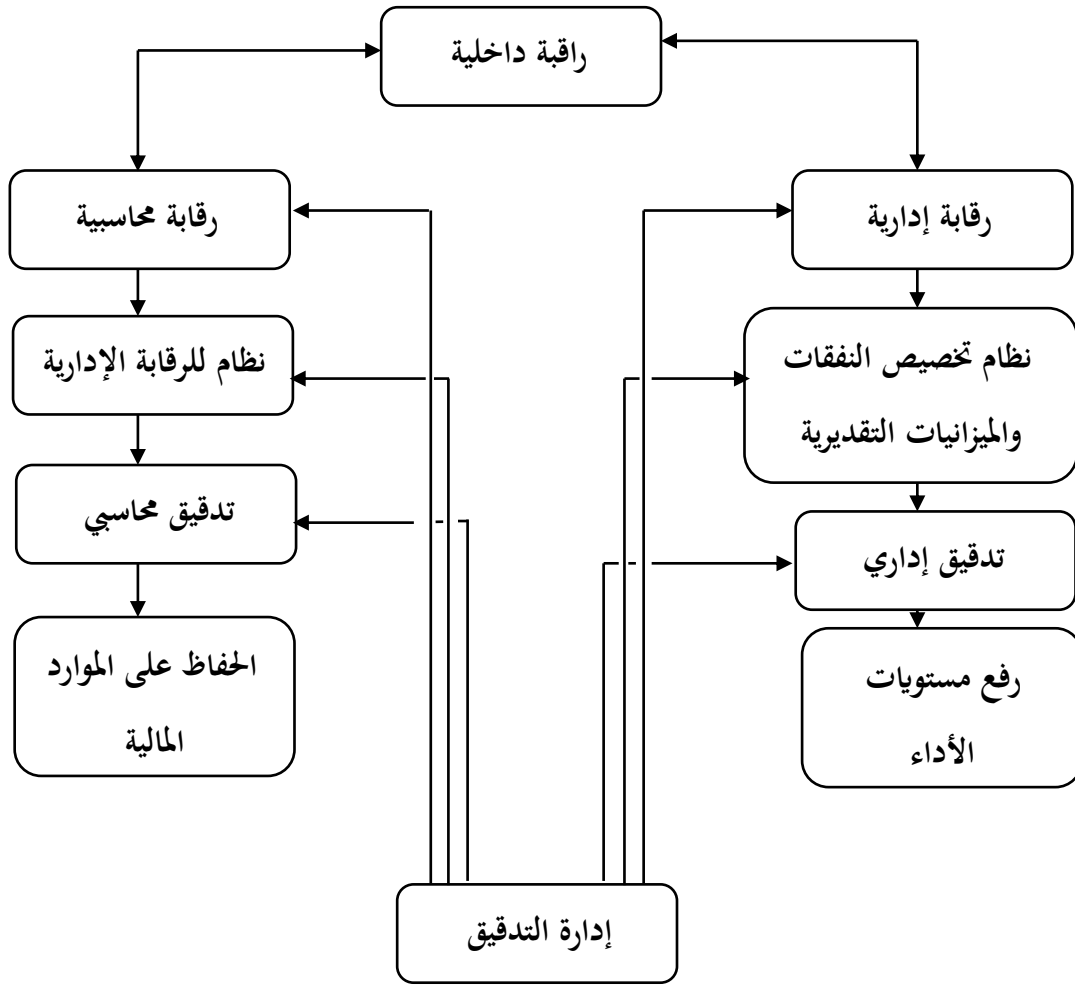 راقبة داخلية
رقابة إدارية
رقابة محاسبية
نظام تخصيص النفقات
والميزانيات التقديرية
نظام للرقابة الإدارية
تدقيق إداري
تدقيق محاسبي
رفع مستويات
الأداء
الحفاظ على الموارد
المالية
إدارة التدقيق